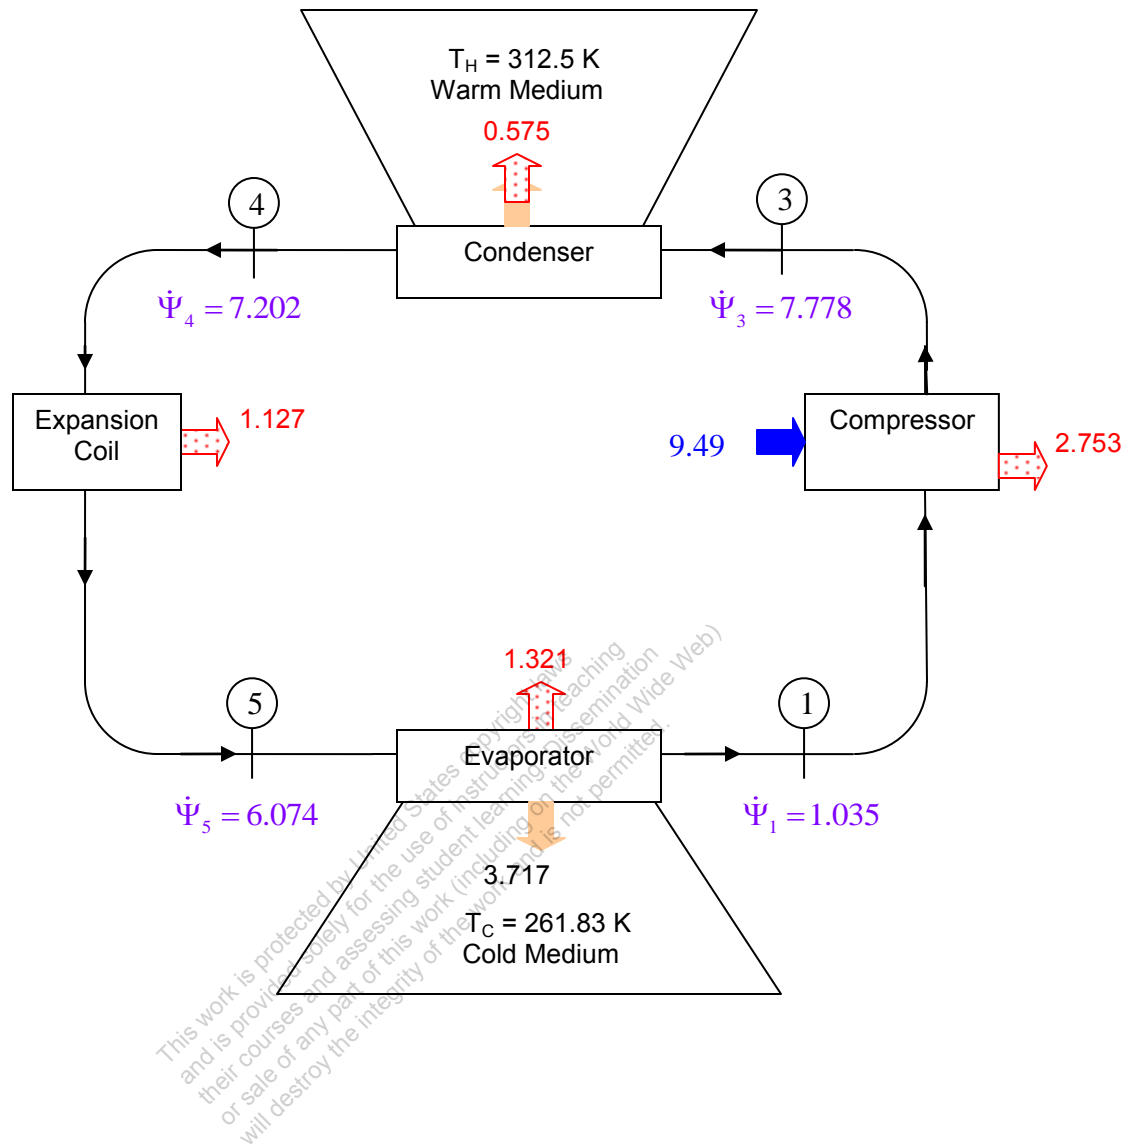 T_H = 312.5 K
Warm Medium
0.575
4
3
Condenser
Ψ̇_4 = 7.202
Ψ̇_3 = 7.778
Expansion
Coil
1.127
9.49
Compressor
2.753
1.321
5
1
Evaporator
Ψ̇_5 = 6.074
Ψ̇_1 = 1.035
3.717
T_C = 261.83 K
Cold Medium
This work is protected by United States copyright laws
and is provided solely for the use of instructors in teaching
their courses and assessing student learning. Dissemination
or sale of any part of this work (including on the World Wide Web)
will destroy the integrity of the work and is not permitted.